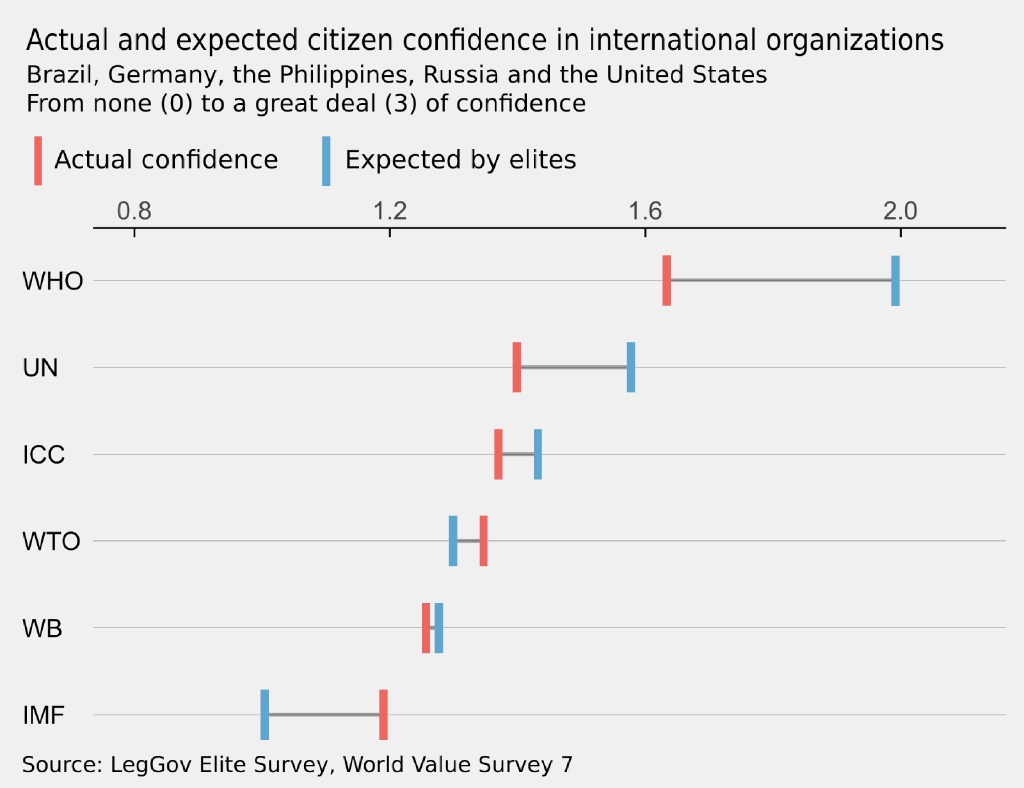 Actual and expected citizen confidence in international organizations
Brazil, Germany, the Philippines, Russia and the United States
From none (0) to a great deal (3) of confidence
Actual confidence Expected by elites
0.8 1.2 1.6 2.0
WHO
UN
ICC
WTO
WB
IMF
Source: LegGov Elite Survey, World Value Survey 7